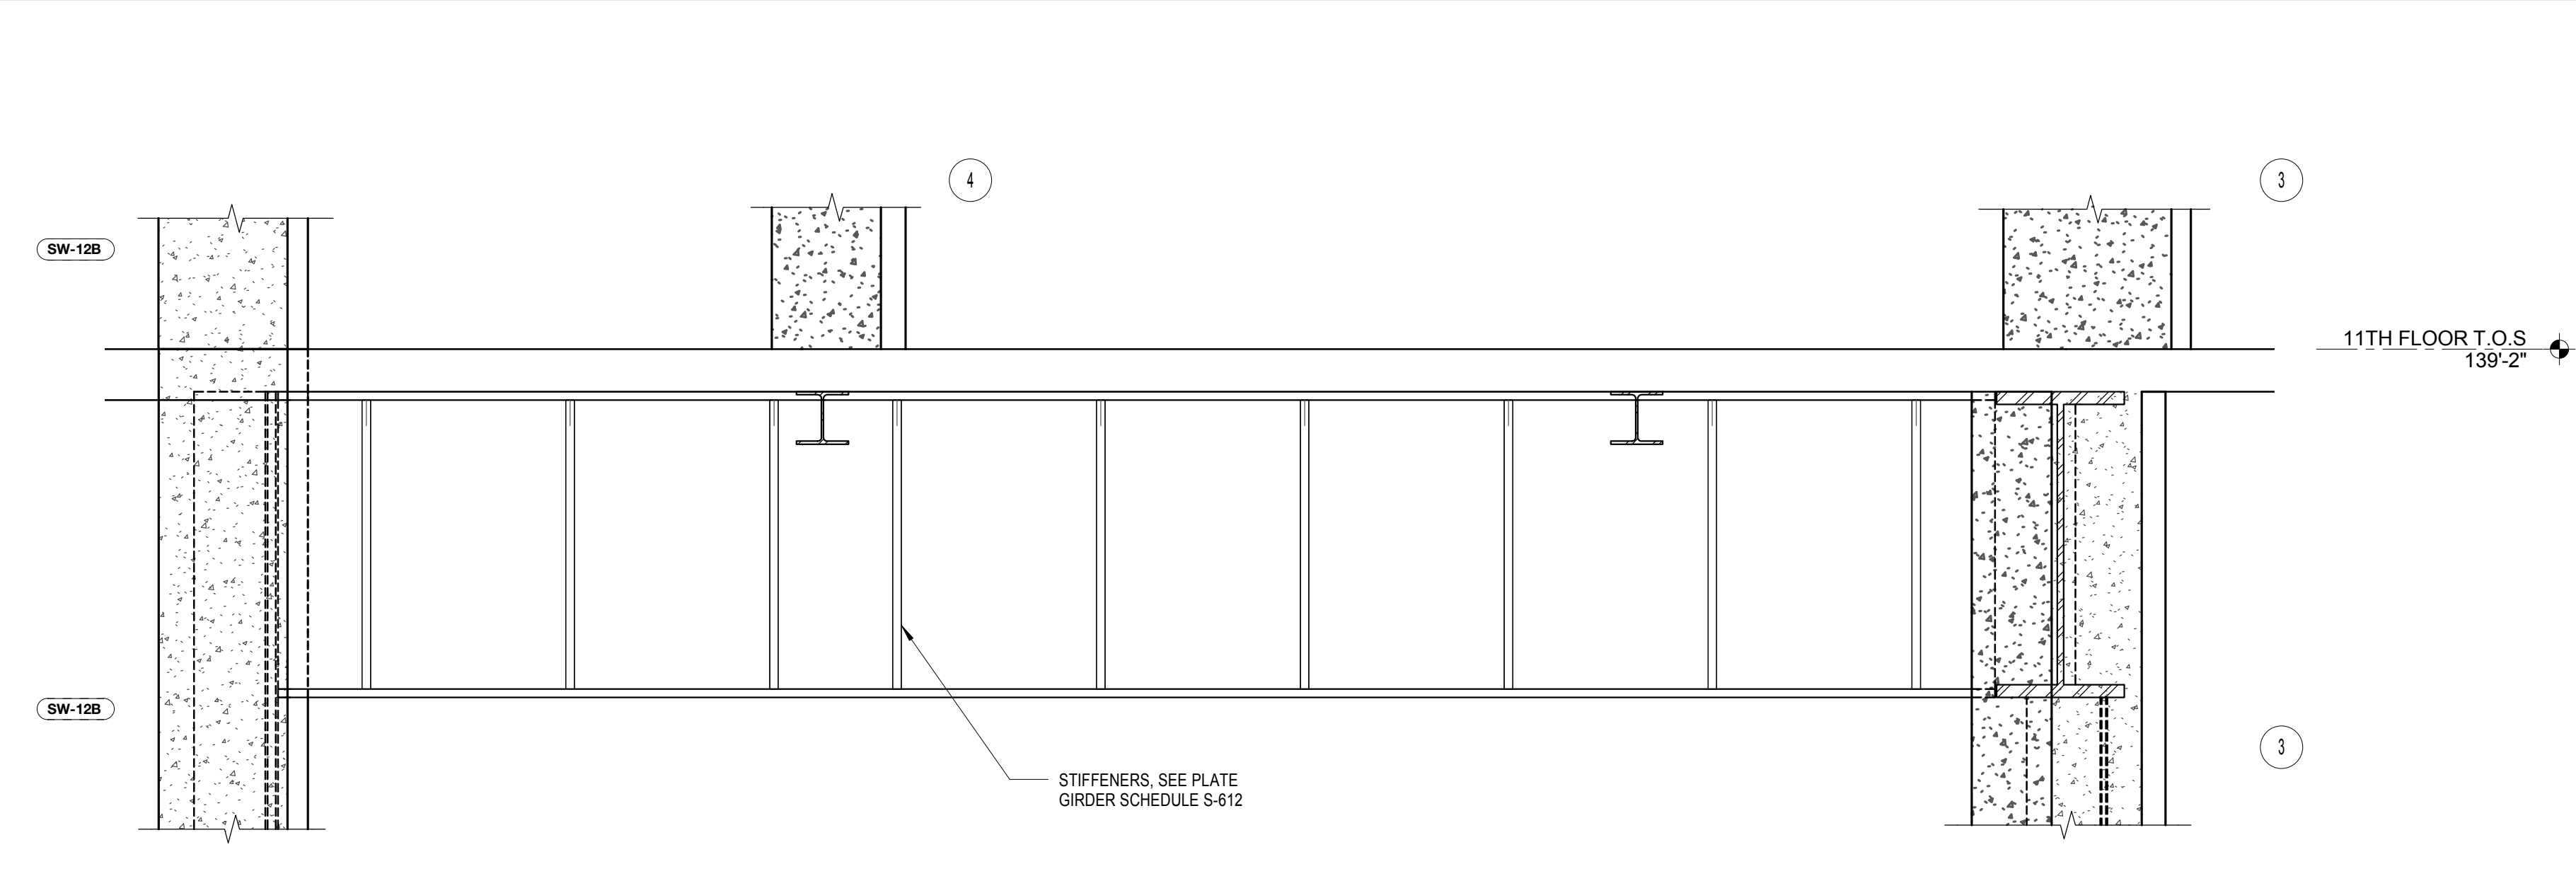 4
3
SW-12B
11TH FLOOR T.O.S
139'-2"
SW-12B
3
STIFFENERS, SEE PLATE
GIRDER SCHEDULE S-612